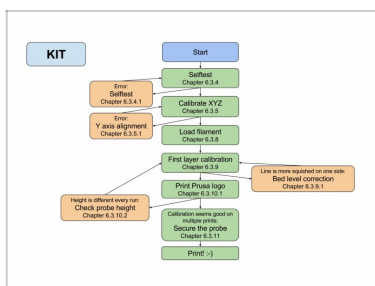 KIT
Start
Selftest
Chapter 6.3.4
Error:
Selftest
Chapter 6.3.4.1
Calibrate XYZ
Chapter 6.3.5
Error:
Y axis alignment
Chapter 6.3.5.1
Load filament
Chapter 6.3.8
First layer calibration
Chapter 6.3.9
Line is more squished on one side:
Bed level correction
Chapter 6.3.9.1
Print Prusa logo
Chapter 6.3.10.1
Height is different every run:
Check probe height
Chapter 6.3.10.2
Calibration seems good on
multiple prints:
Secure the probe
Chapter 6.3.11
Print! :-)